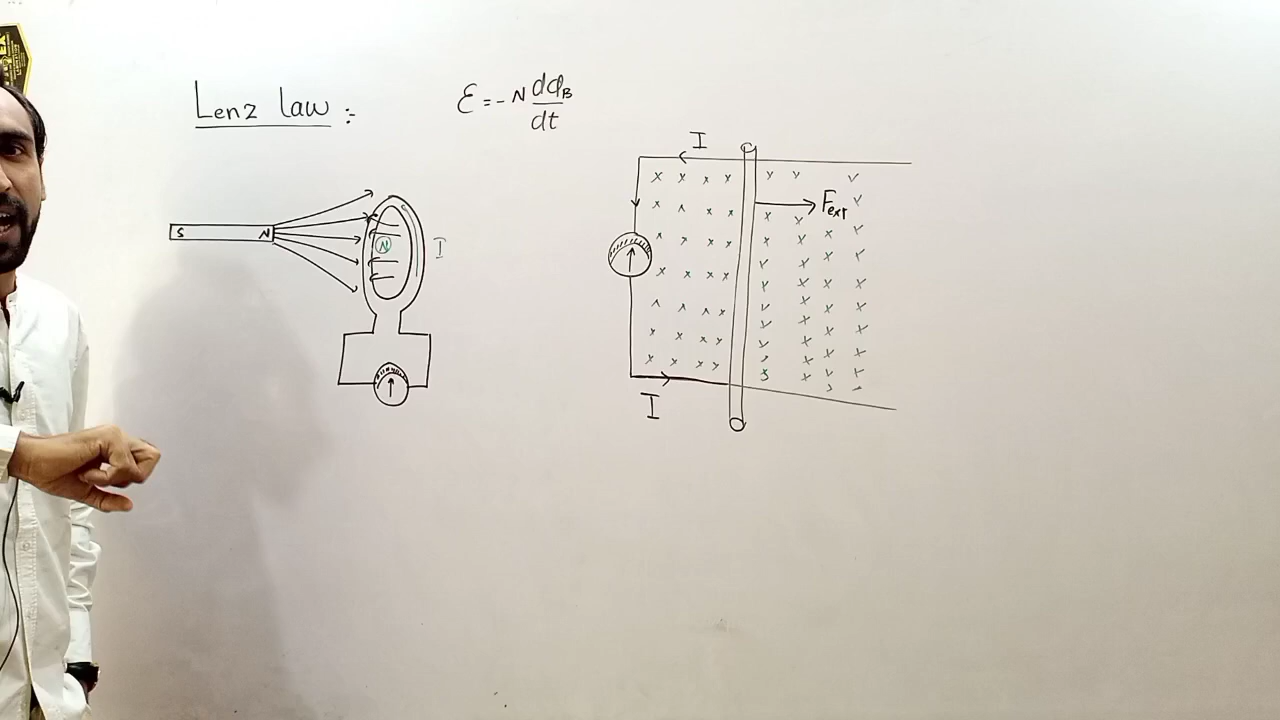 Lenz law :-
Ɛ = - N dΦB/dt
I
S N
N
I
Fext
I